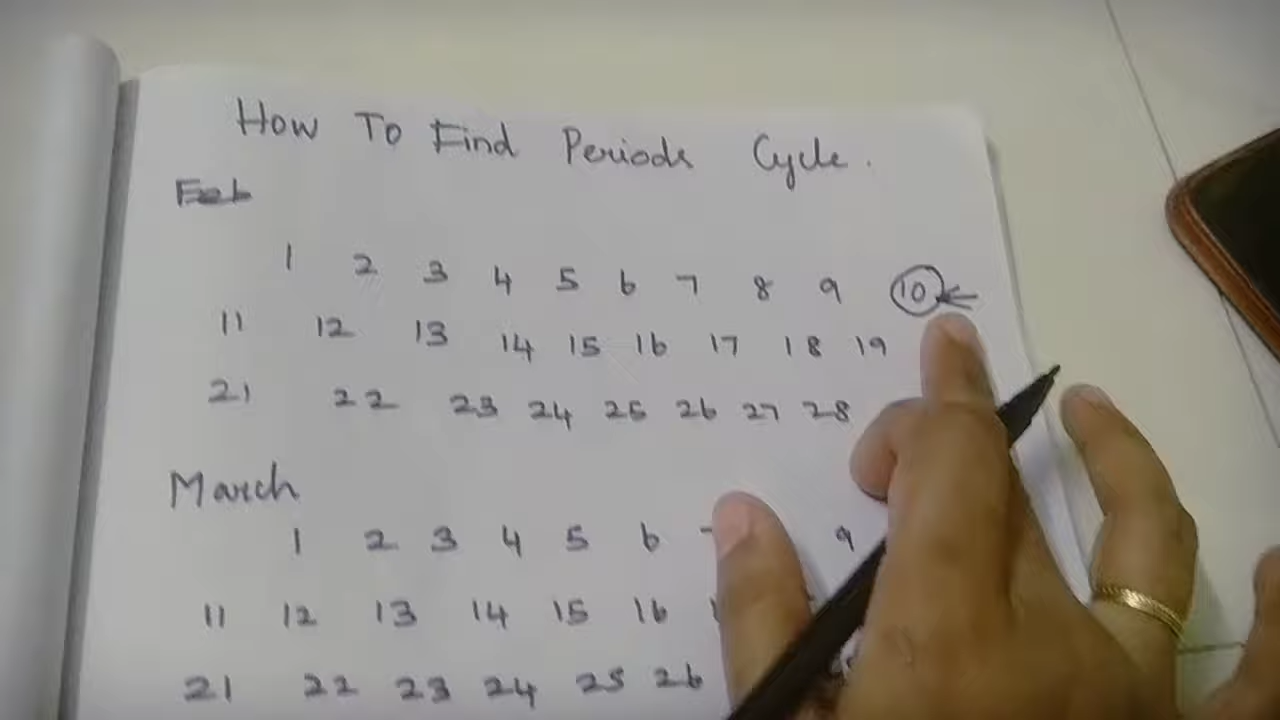 How To Find Periods Cycle.
Feb
1 2 3 4 5 6 7 8 9 10
11 12 13 14 15 16 17 18 19
21 22 23 24 25 26 27 28
March
1 2 3 4 5 6 9
11 12 13 14 15 16
21 22 23 24 25 26